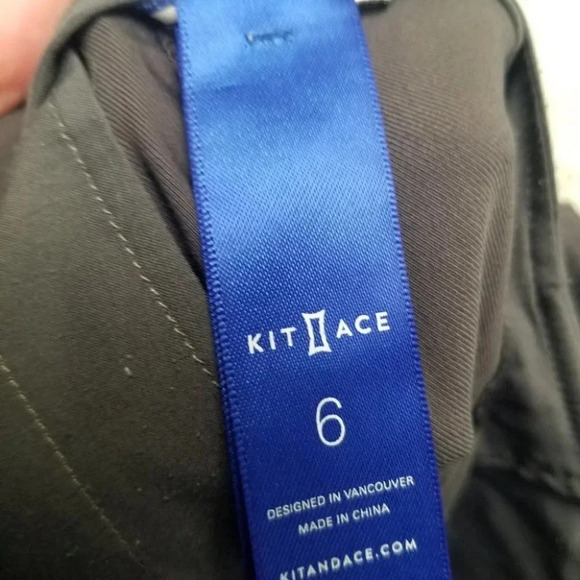 KIT ACE
6
DESIGNED IN VANCOUVER
MADE IN CHINA
KITANDACE.COM